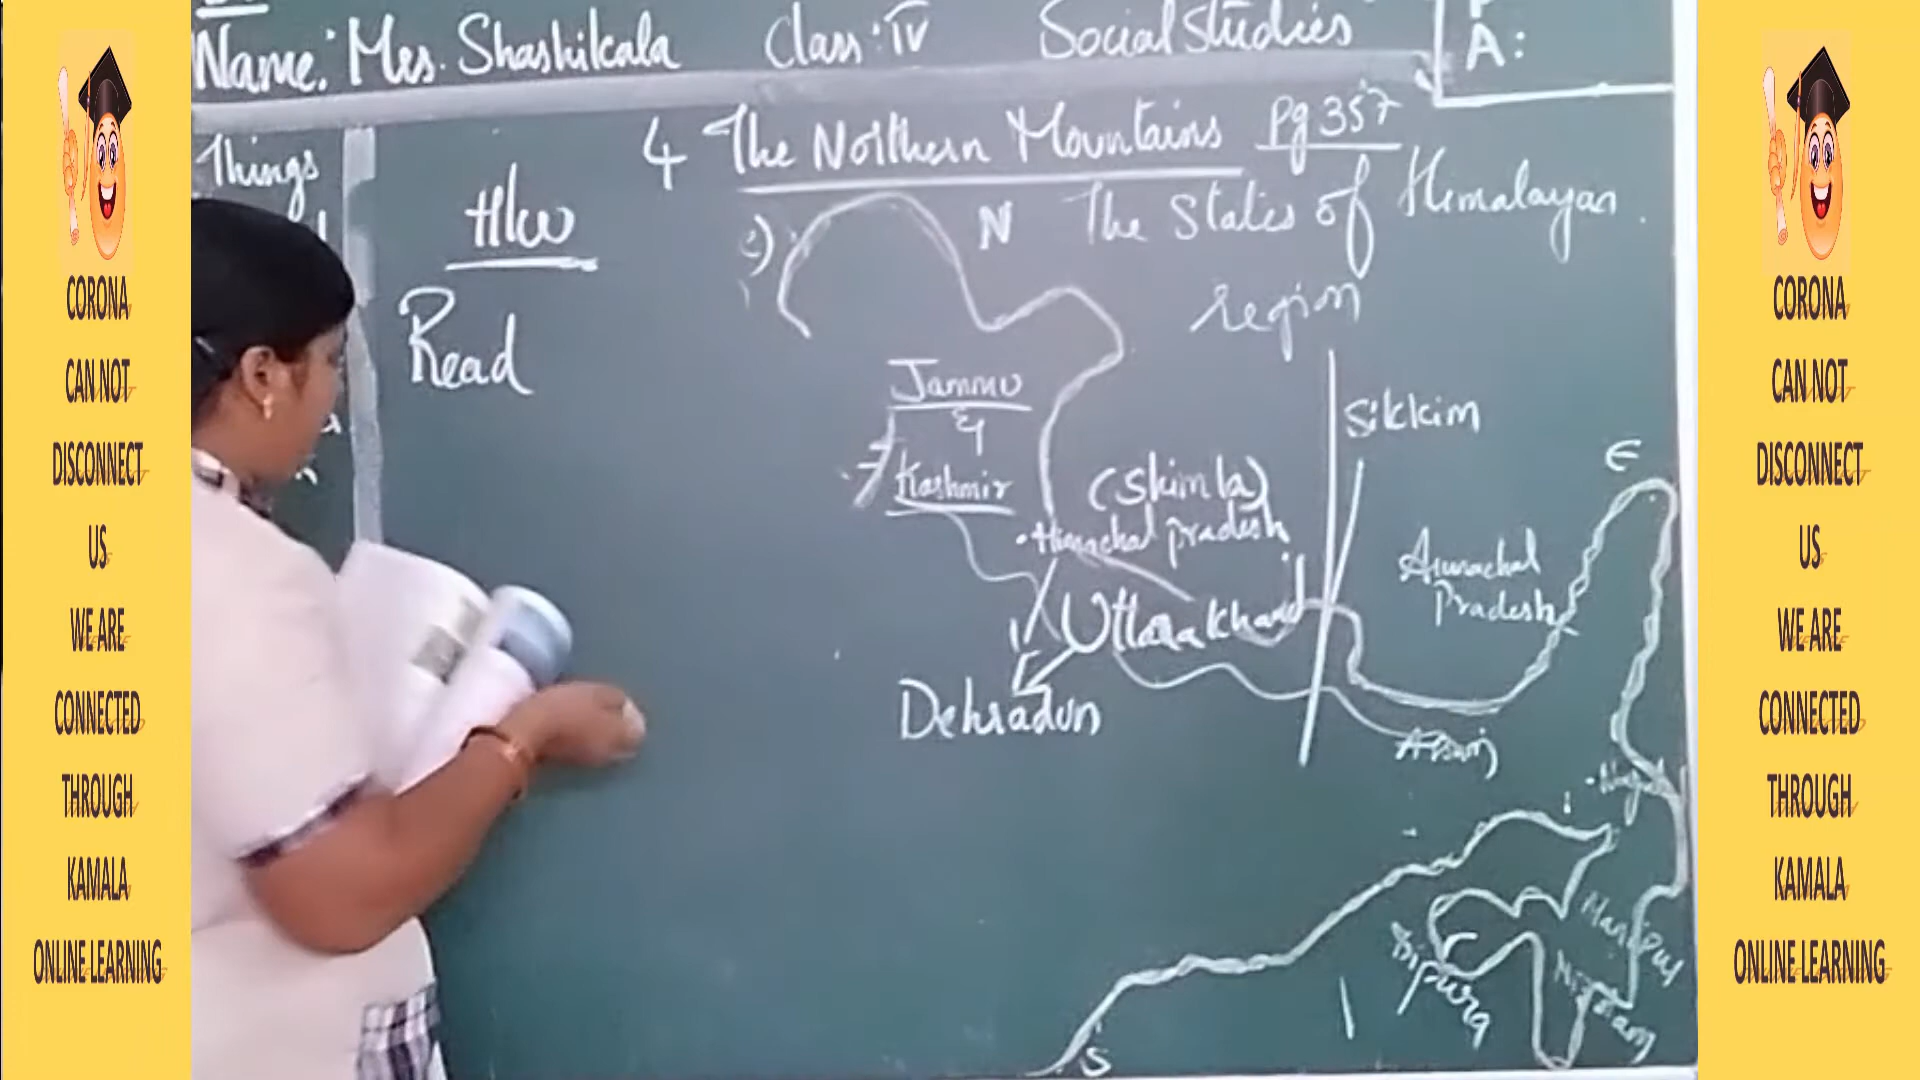 CORONA
CAN NOT
DISCONNECT
US
WE ARE
CONNECTED
THROUGH
KAMALA
ONLINE LEARNING
Name: Mrs. Shashikala Class: IV Social Studies
A:
Things
4 The Northern Mountains Pg 357
H/w
Read
N The States of Himalayan
region
Jammu
&
Kashmir
(Shimla)
Himachal pradesh
Uttarakhand
Dehradun
Sikkim
E
Arunachal
Pradesh
Assam
Manipur
Mizoram
S
CORONA
CAN NOT
DISCONNECT
US
WE ARE
CONNECTED
THROUGH
KAMALA
ONLINE LEARNING